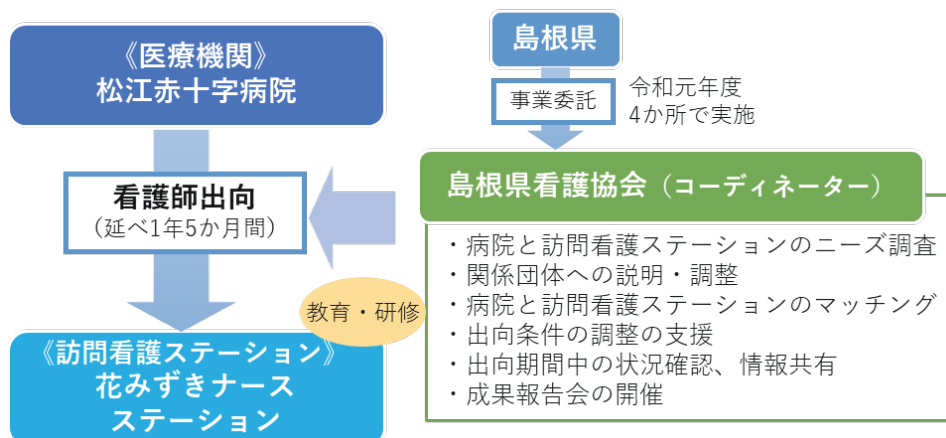 《医療機関》
松江赤十字病院
看護師出向
(延べ1年5か月間)
《訪問看護ステーション》
花みずきナース
ステーション
島根県
事業委託
令和元年度
4か所で実施
島根県看護協会（コーディネーター）
・病院と訪問看護ステーションのニーズ調査
・関係団体への説明・調整
・病院と訪問看護ステーションのマッチング
・出向条件の調整の支援
・出向期間中の状況確認、情報共有
・成果報告会の開催
教育・研修